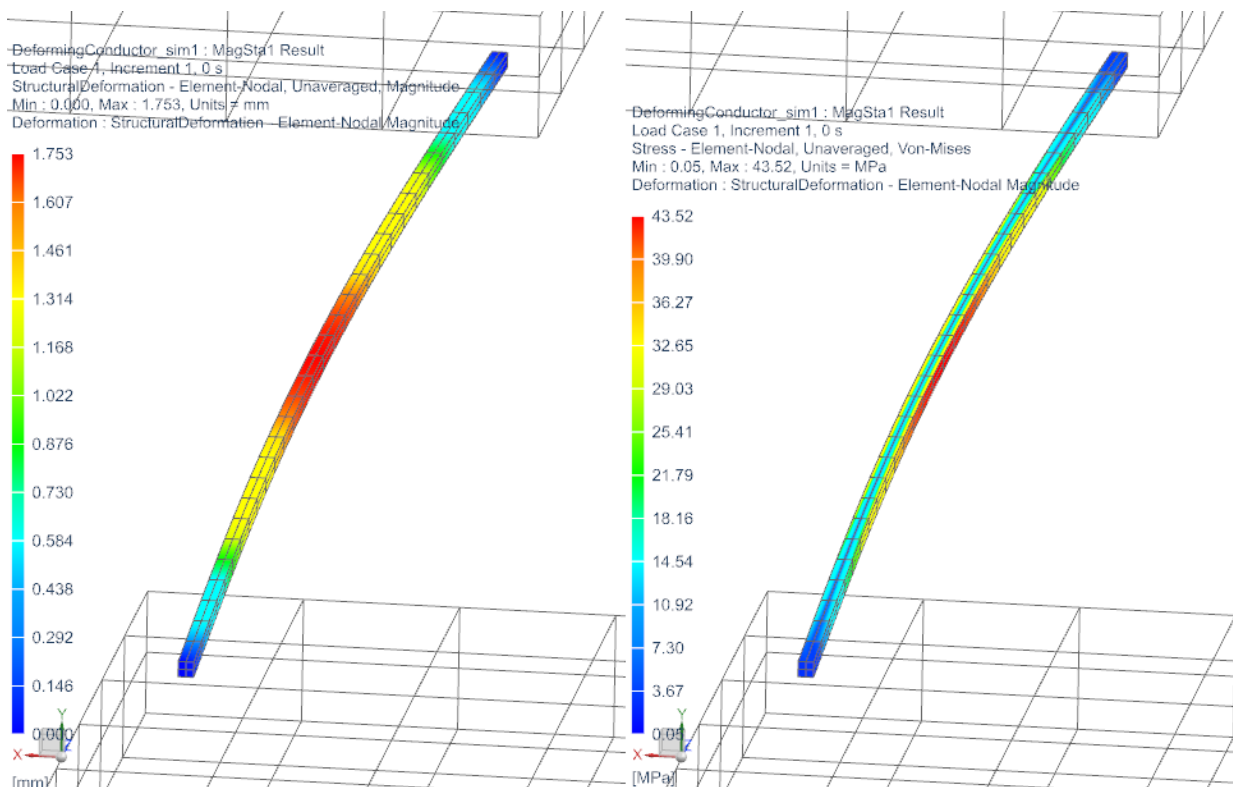 DeformingConductor_sim1 : MagSta1 Result
Load Case 1, Increment 1, 0 s
StructuralDeformation - Element-Nodal, Unaveraged, Magnitude
Min : 0.000, Max : 1.753, Units = mm
Deformation : StructuralDeformation - Element-Nodal Magnitude
1.753
1.607
1.461
1.314
1.168
1.022
0.876
0.730
0.584
0.438
0.292
0.146
0.000
[mm]
Y
X
Z
DeformingConductor_sim1 : MagSta1 Result
Load Case 1, Increment 1, 0 s
Stress - Element-Nodal, Unaveraged, Von-Mises
Min : 0.05, Max : 43.52, Units = MPa
Deformation : StructuralDeformation - Element-Nodal Magnitude
43.52
39.90
36.27
32.65
29.03
25.41
21.79
18.16
14.54
10.92
7.30
3.67
0.05
[MPa]
Y
X
Z